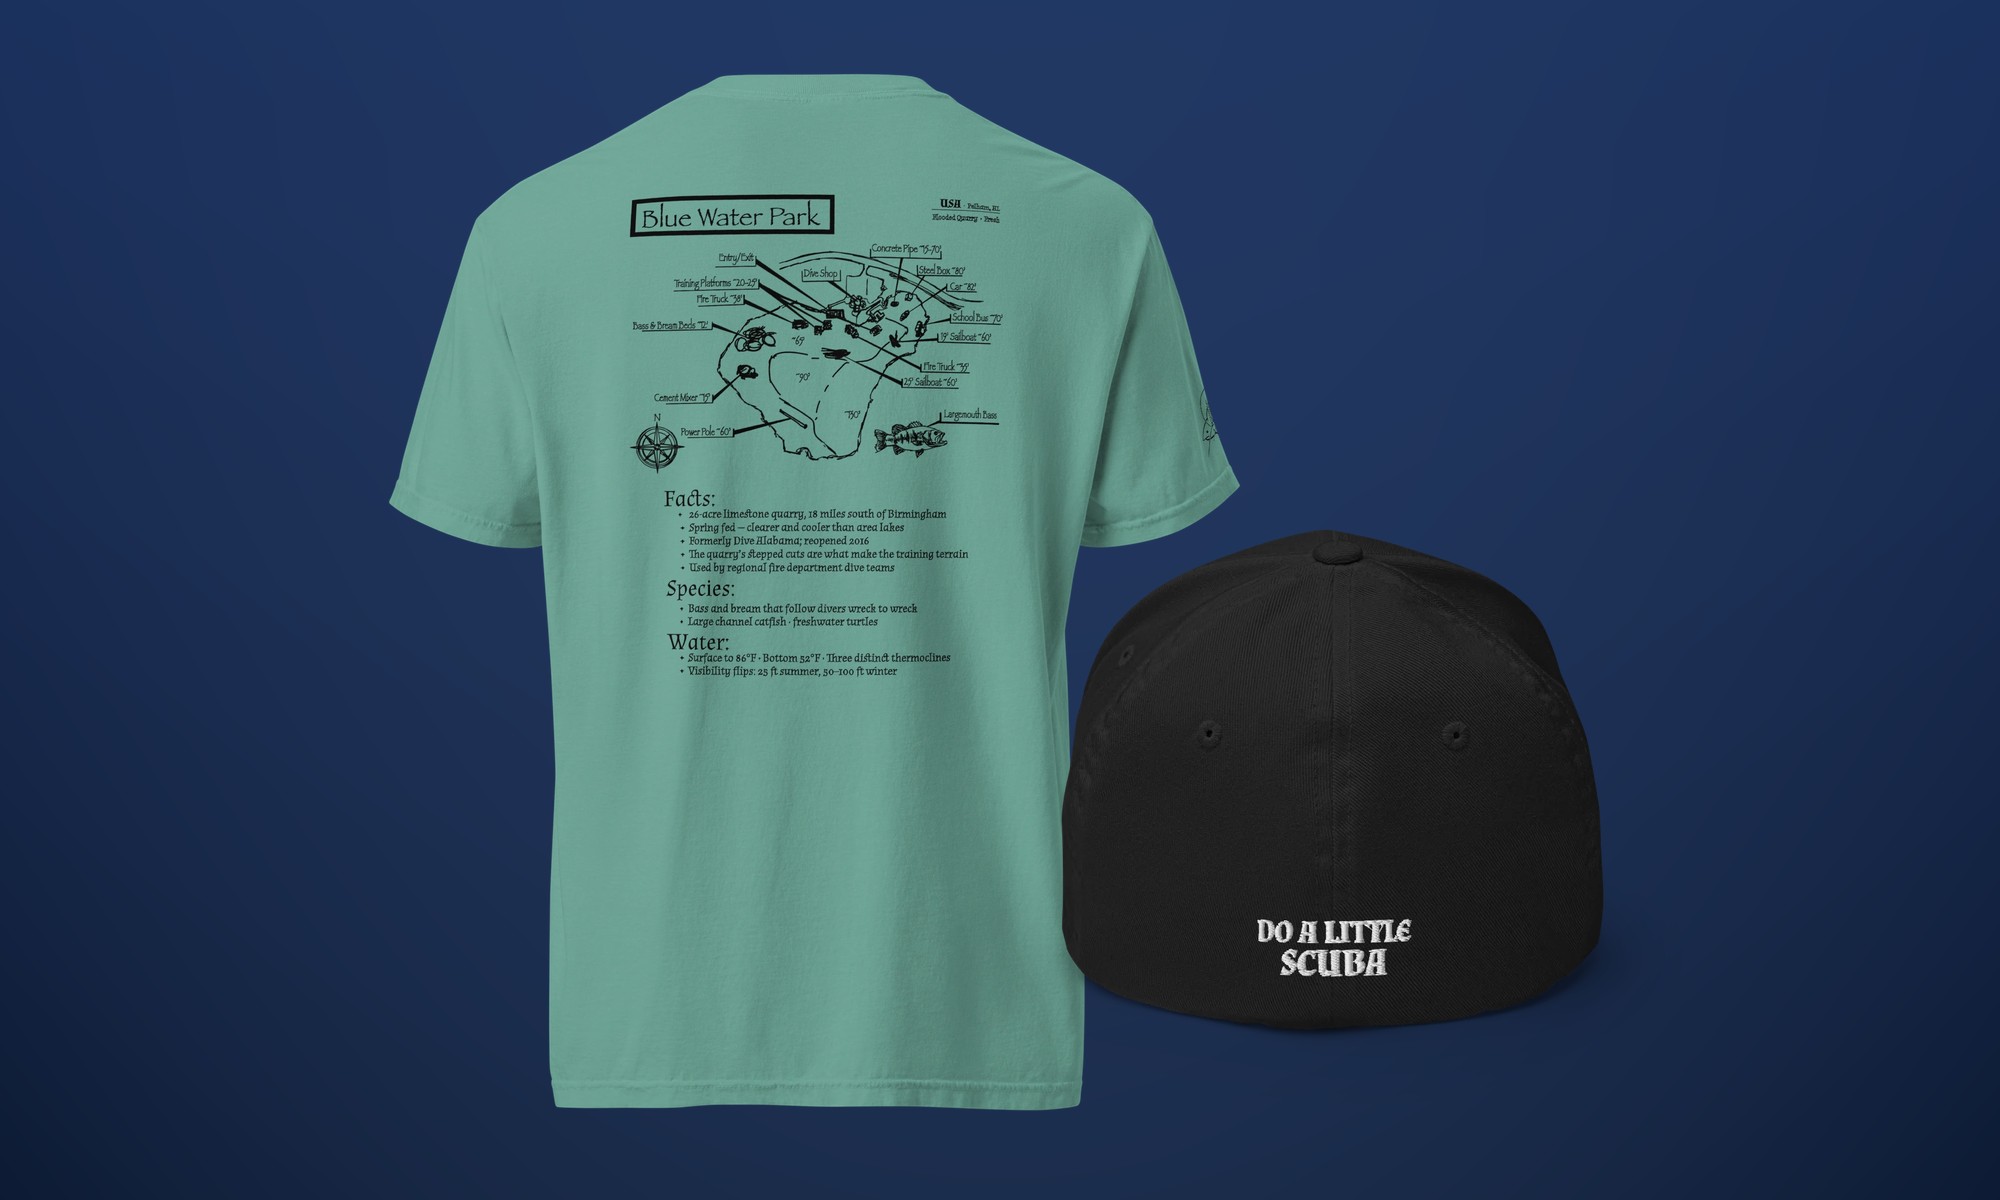 Blue Water Park
USA · Pelham, AL
Flooded Quarry · Fresh
Concrete Pipe ~15-70'
Entry/Exit
Dive Shop
Steel Box ~80'
Training Platforms ~20-25'
Car ~82'
Fire Truck ~38'
School Bus ~70'
Bass & Bream Beds ~12'
19' Sailboat ~60'
~69
Fire Truck ~35'
~90'
25' Sailboat ~60'
Cement Mixer ~15'
~130'
Largemouth Bass
N
Power Pole ~60'
Facts:
• 26-acre limestone quarry, 18 miles south of Birmingham
• Spring fed — clearer and cooler than area lakes
• Formerly Dive Alabama; reopened 2016
• The quarry's stepped cuts are what make the training terrain
• Used by regional fire department dive teams
Species:
• Bass and bream that follow divers wreck to wreck
• Large channel catfish · freshwater turtles
Water:
• Surface to 86°F · Bottom 52°F · Three distinct thermoclines
• Visibility flips: 25 ft summer, 50–100 ft winter
DO A LITTLE
SCUBA